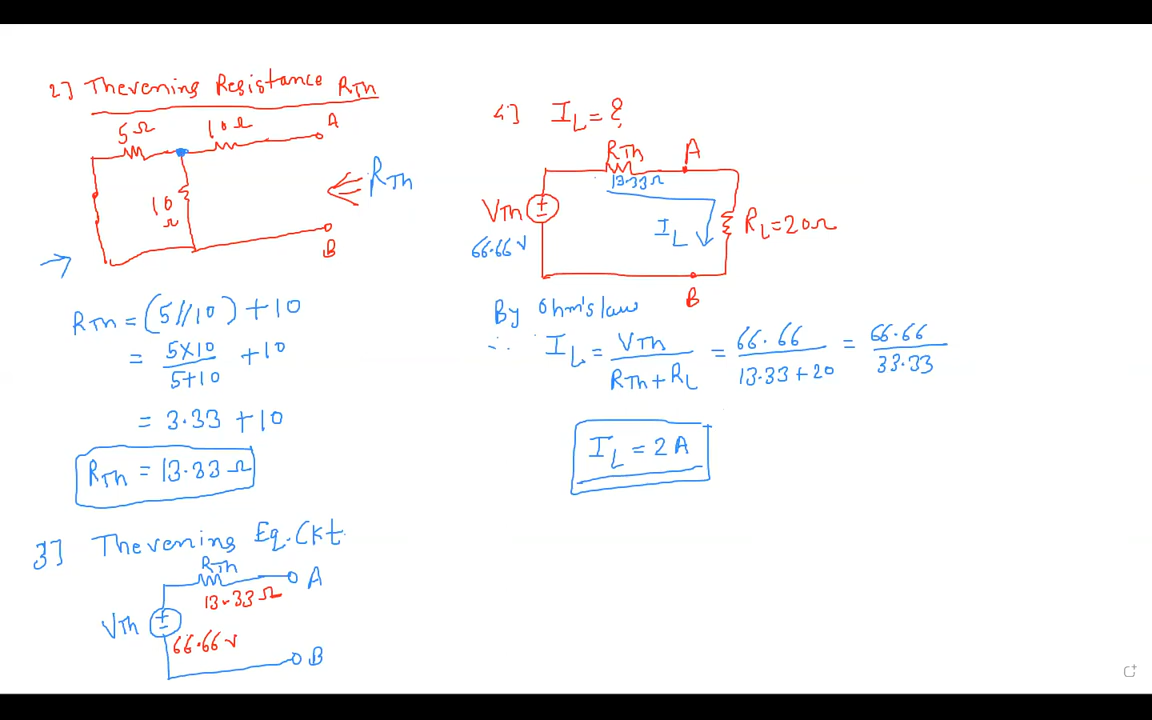 2] Thevening Resistance RTh
5Ω
10Ω
A
10
Ω
RTh
B
RTh = (5//10) + 10
= 5X10 / 5+10 + 10
= 3.33 + 10
RTh = 13.33 Ω
3] Thevening Eq. Ckt.
RTh
13.33 Ω
A
VTh
66.66 V
B
4] IL = ?
RTh
13.33Ω
A
VTh
66.66 V
IL
RL=20Ω
B
By Ohm's law
∴ IL = VTh / RTh + RL = 66.66 / 13.33 + 20 = 66.66 / 33.33
IL = 2 A